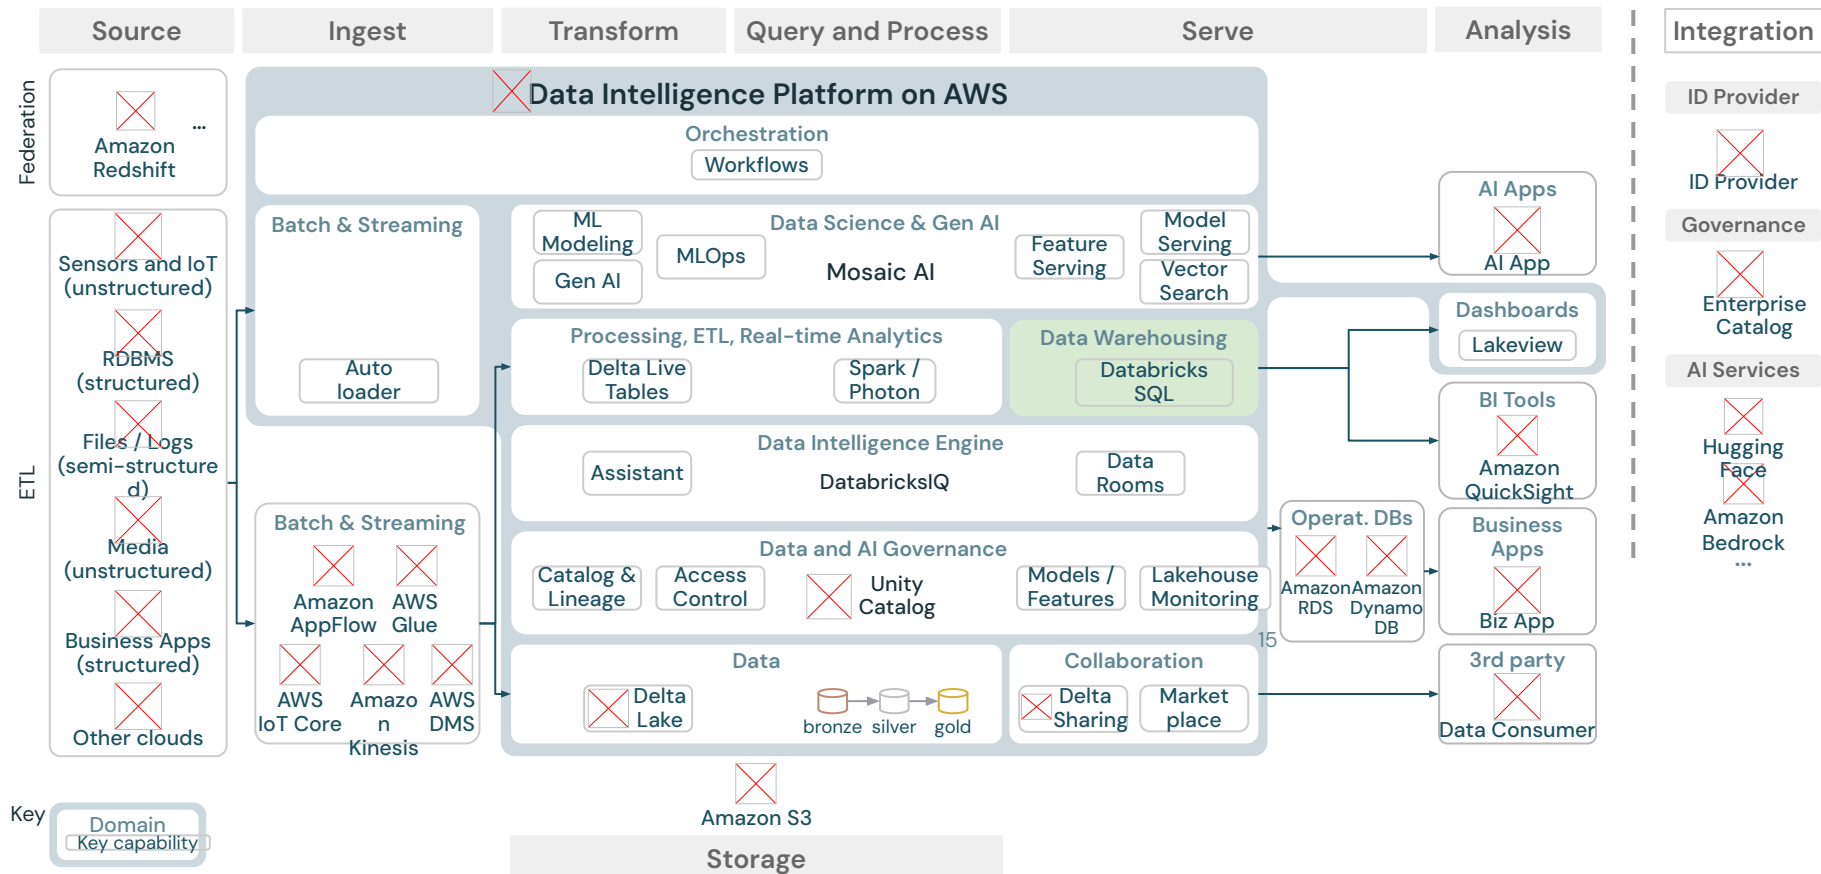 Source
Ingest
Transform
Query and Process
Serve
Analysis
Integration
Federation
Amazon
Redshift
...
ETL
Sensors and IoT
(unstructured)
RDBMS
(structured)
Files / Logs
(semi-structure
d)
Media
(unstructured)
Business Apps
(structured)
Other clouds
Data Intelligence Platform on AWS
Orchestration
Workflows
Batch & Streaming
Auto
loader
Batch & Streaming
Amazon
AppFlow
AWS
Glue
AWS
IoT Core
Amazo
n
Kinesis
AWS
DMS
Data Science & Gen AI
ML
Modeling
Gen AI
MLOps
Mosaic AI
Feature
Serving
Model
Serving
Vector
Search
Processing, ETL, Real-time Analytics
Delta Live
Tables
Spark /
Photon
Data Warehousing
Databricks
SQL
Data Intelligence Engine
Assistant
DatabricksIQ
Data
Rooms
Data and AI Governance
Catalog &
Lineage
Access
Control
Unity
Catalog
Models /
Features
Lakehouse
Monitoring
15
Data
Delta
Lake
bronze
silver
gold
Collaboration
Delta
Sharing
Market
place
Amazon S3
Storage
Operat. DBs
Amazon
RDS
Amazon
Dynamo
DB
AI Apps
AI App
Dashboards
Lakeview
BI Tools
Amazon
QuickSight
Business
Apps
Biz App
3rd party
Data Consumer
ID Provider
ID Provider
Governance
Enterprise
Catalog
AI Services
Hugging
Face
Amazon
Bedrock
...
Key
Domain
Key capability